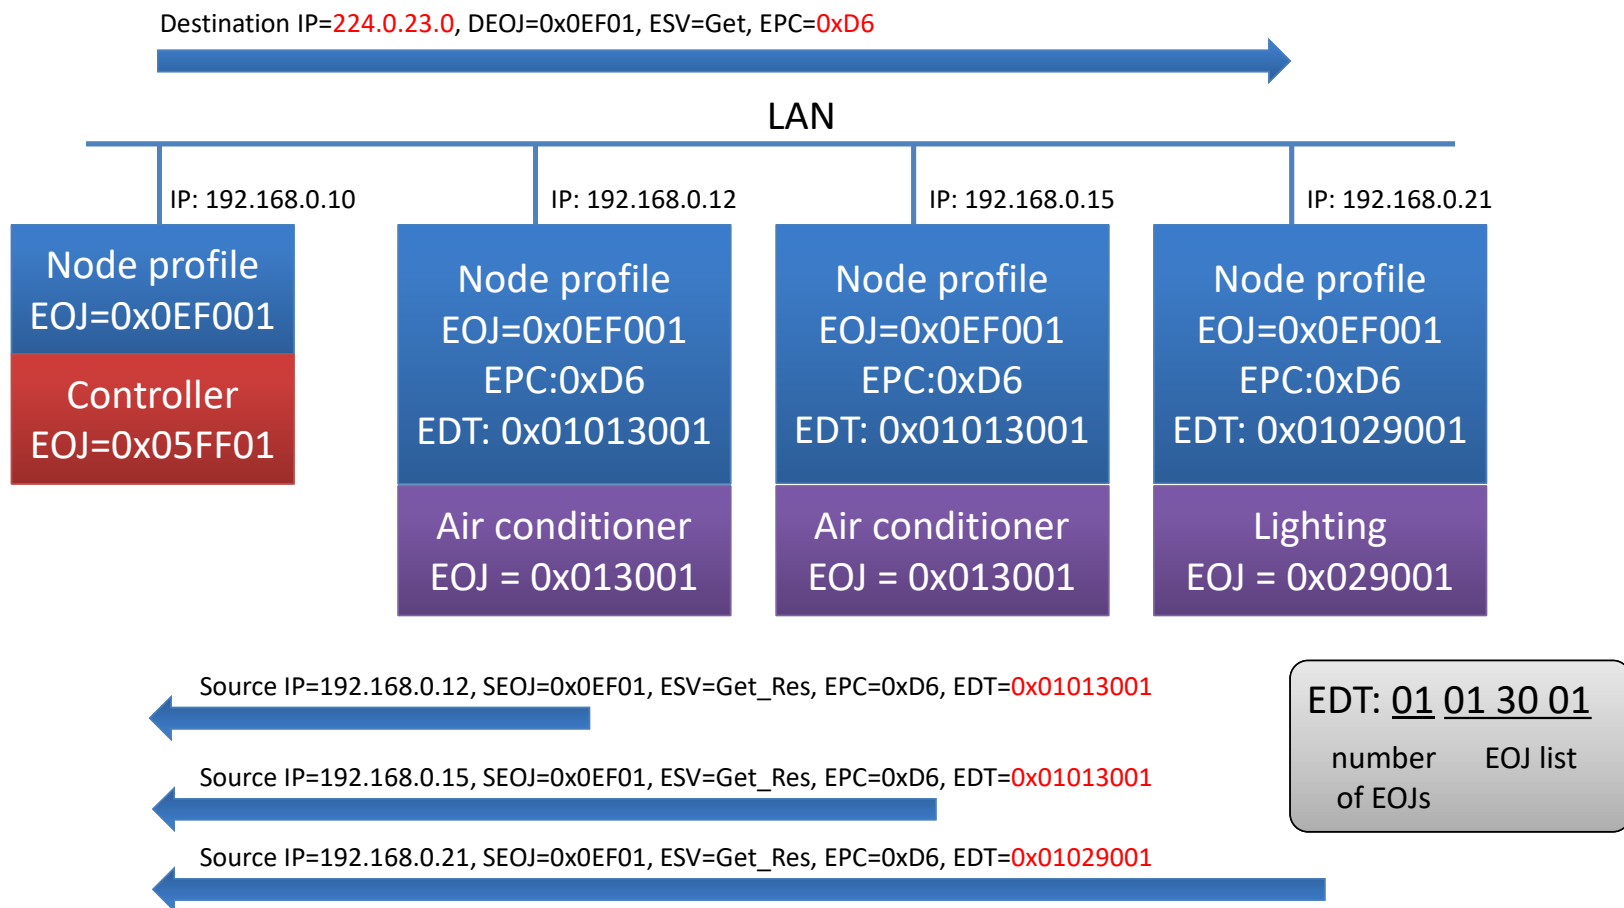 Destination IP=224.0.23.0, DEOJ=0x0EF01, ESV=Get, EPC=0xD6
LAN
IP: 192.168.0.10
IP: 192.168.0.12
IP: 192.168.0.15
IP: 192.168.0.21
Node profile
EOJ=0x0EF001
Controller
EOJ=0x05FF01
Node profile
EOJ=0x0EF001
EPC:0xD6
EDT: 0x01013001
Air conditioner
EOJ = 0x013001
Node profile
EOJ=0x0EF001
EPC:0xD6
EDT: 0x01013001
Air conditioner
EOJ = 0x013001
Node profile
EOJ=0x0EF001
EPC:0xD6
EDT: 0x01029001
Lighting
EOJ = 0x029001
Source IP=192.168.0.12, SEOJ=0x0EF01, ESV=Get_Res, EPC=0xD6, EDT=0x01013001
Source IP=192.168.0.15, SEOJ=0x0EF01, ESV=Get_Res, EPC=0xD6, EDT=0x01013001
Source IP=192.168.0.21, SEOJ=0x0EF01, ESV=Get_Res, EPC=0xD6, EDT=0x01029001
EDT: 01 01 30 01
number
of EOJs
EOJ list